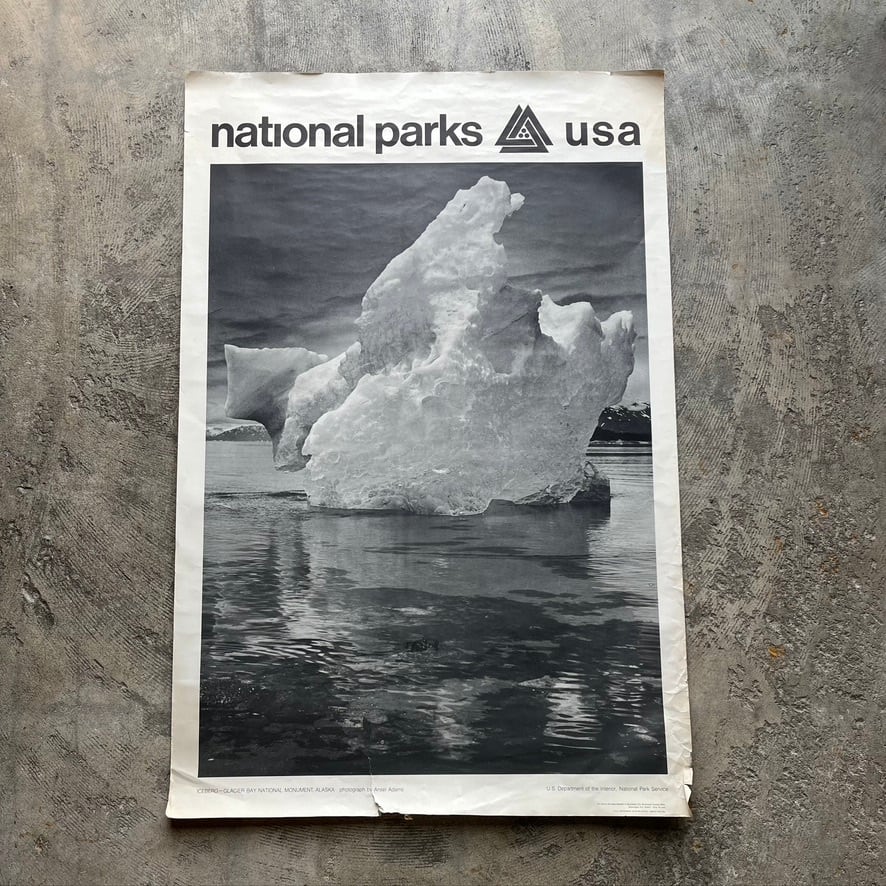 national parks usa
ICEBERG—GLACIER BAY NATIONAL MONUMENT, ALASKA · photograph by Ansel Adams
U.S. Department of the Interior, National Park Service